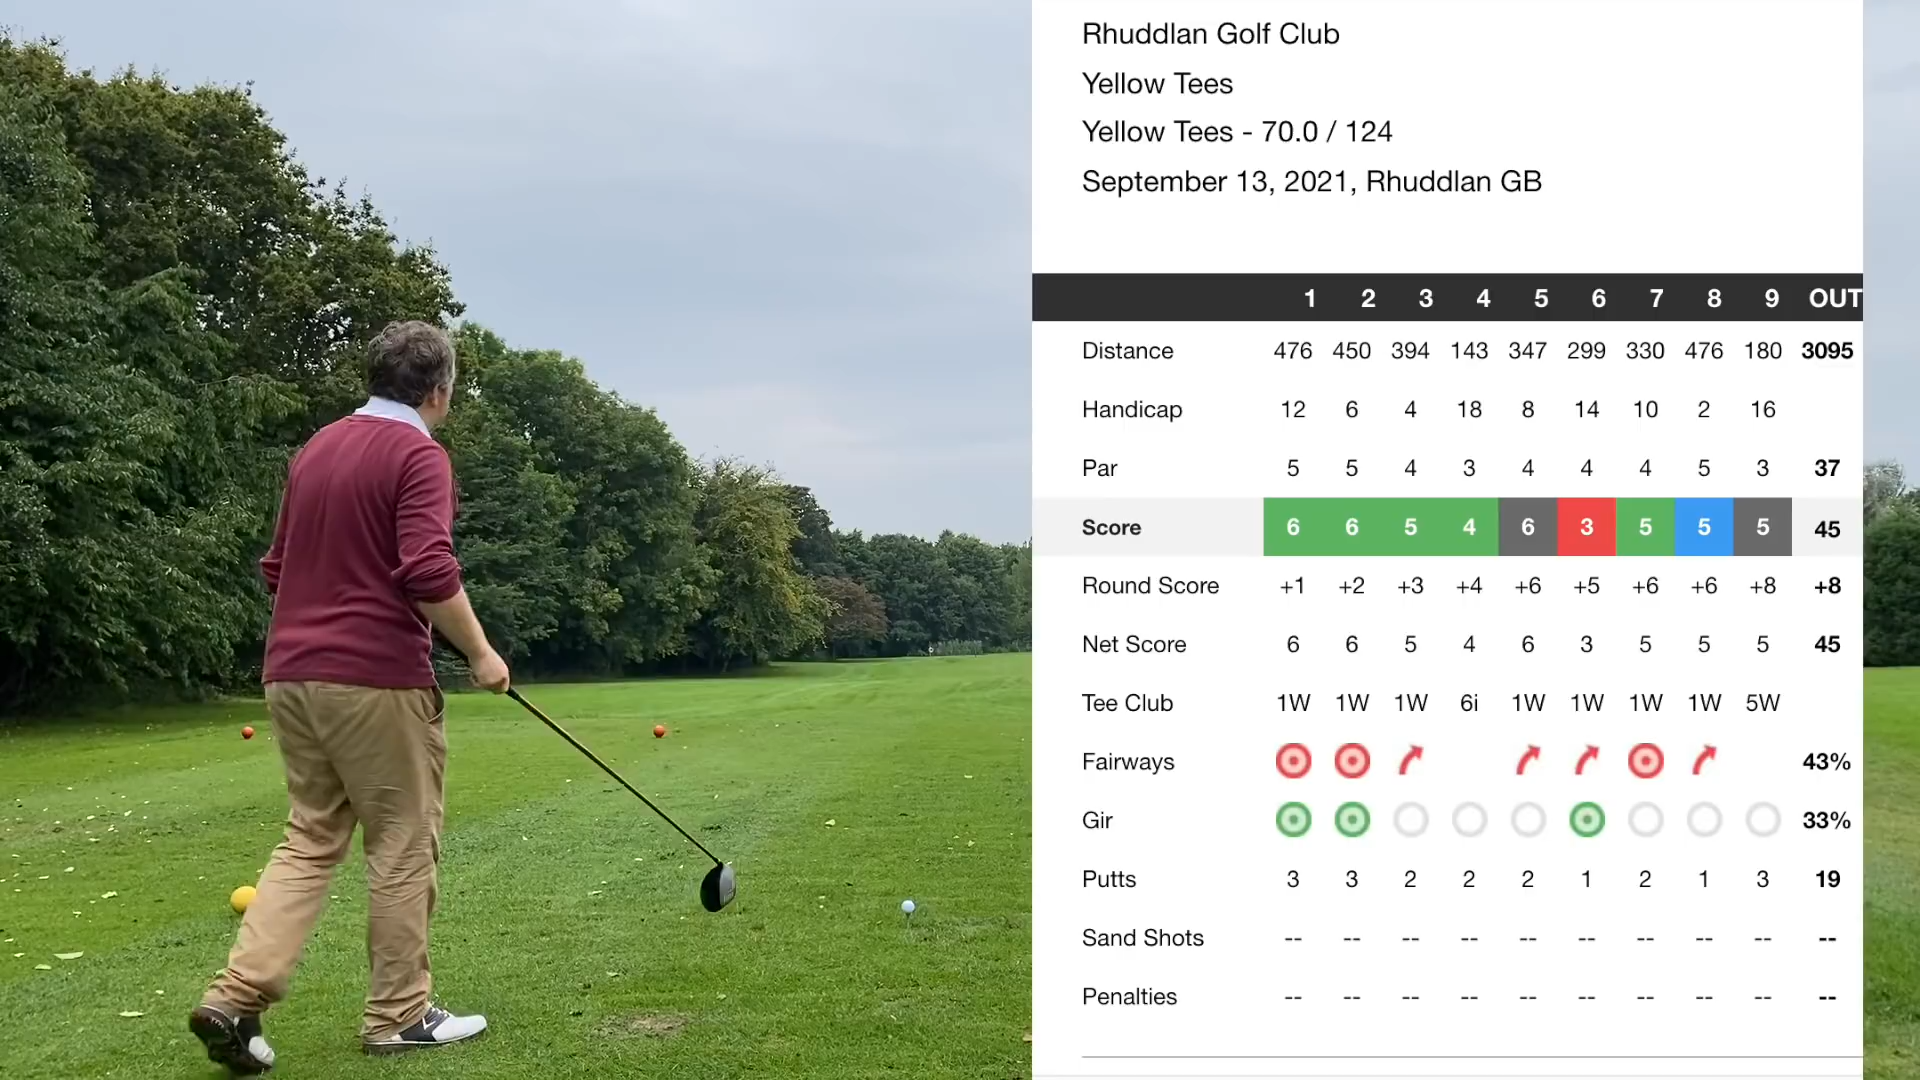 Rhuddlan Golf Club
Yellow Tees
Yellow Tees - 70.0 / 124
September 13, 2021, Rhuddlan GB
1 2 3 4 5 6 7 8 9 OUT
Distance 476 450 394 143 347 299 330 476 180 3095
Handicap 12 6 4 18 8 14 10 2 16
Par 5 5 4 3 4 4 4 5 3 37
Score 6 6 5 4 6 3 5 5 5 45
Round Score +1 +2 +3 +4 +6 +5 +6 +6 +8 +8
Net Score 6 6 5 4 6 3 5 5 5 45
Tee Club 1W 1W 1W 6i 1W 1W 1W 1W 5W
Fairways 43%
Gir 33%
Putts 3 3 2 2 2 1 2 1 3 19
Sand Shots -- -- -- -- -- -- -- -- -- --
Penalties -- -- -- -- -- -- -- -- -- --